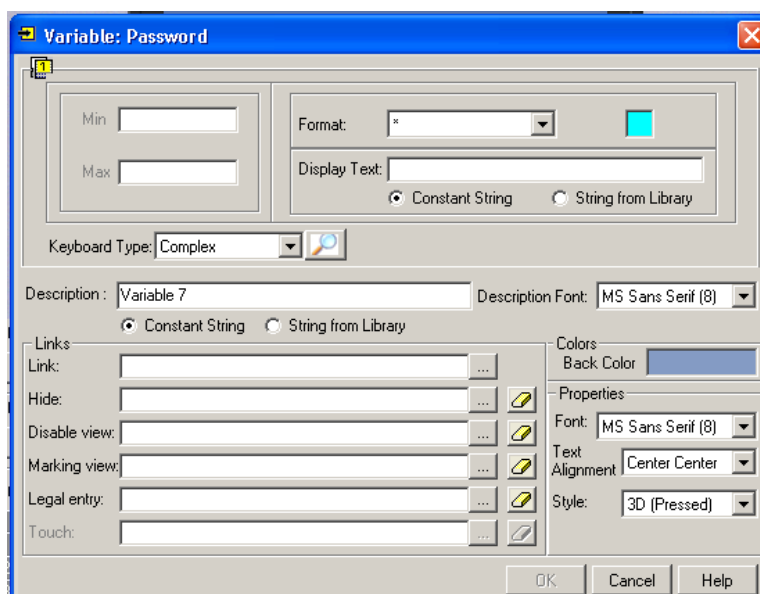 Variable: Password
1
Min
Format: *
Max
Display Text:
Constant String String from Library
Keyboard Type: Complex
Description : Variable 7 Description Font: MS Sans Serif (8)
Constant String String from Library
Links
Colors
Link: ...
Back Color
Hide: ...
Properties
Font: MS Sans Serif (8)
Disable view: ...
Text
Alignment Center Center
Marking view: ...
Legal entry: ...
Style: 3D (Pressed)
Touch: ...
OK Cancel Help